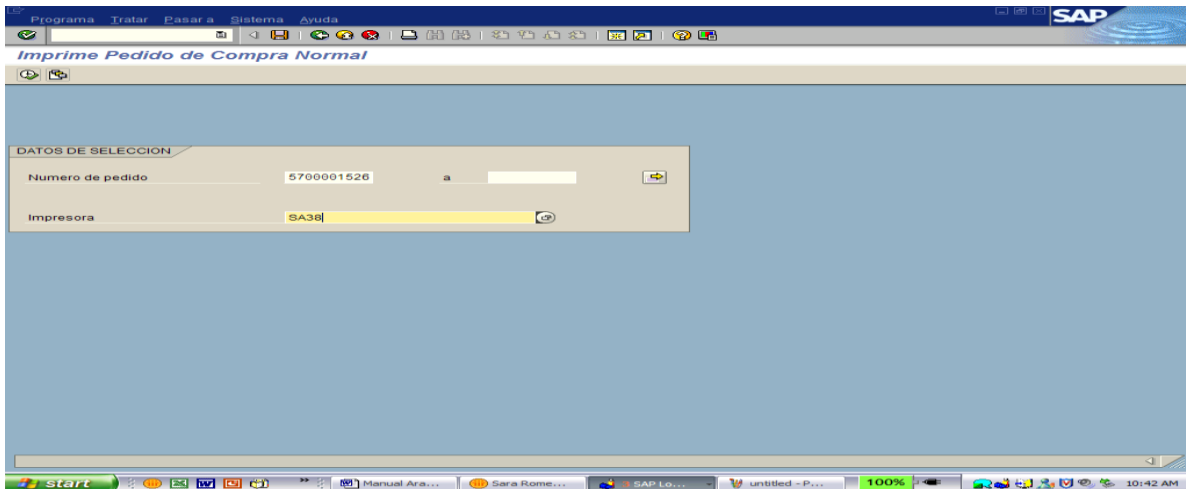 Programa Tratar Pasar a Sistema Ayuda
SAP
Imprime Pedido de Compra Normal
DATOS DE SELECCION
Numero de pedido 5700001526 a
Impresora SA38
start Manual Ara... Sara Rome... 3 SAP Lo... untitled - P... 100% 10:42 AM